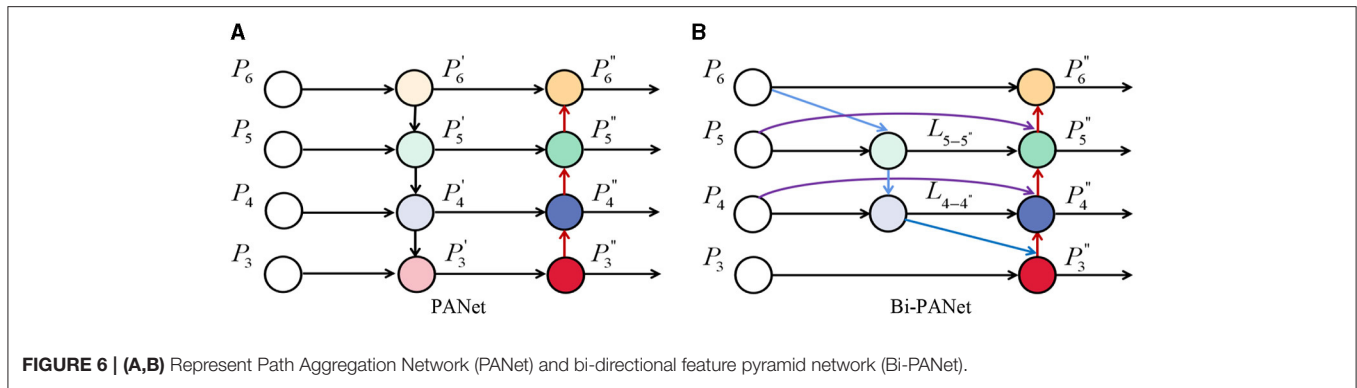 A
B
P₆ P₆' P₆" P₆ P₆"
P₅ P₅' P₅" P₅ L₅₋₅" P₅"
P₄ P₄' P₄" P₄ L₄₋₄" P₄"
P₃ P₃' P₃" P₃ P₃"
PANet
Bi-PANet
FIGURE 6 | (A,B) Represent Path Aggregation Network (PANet) and bi-directional feature pyramid network (Bi-PANet).